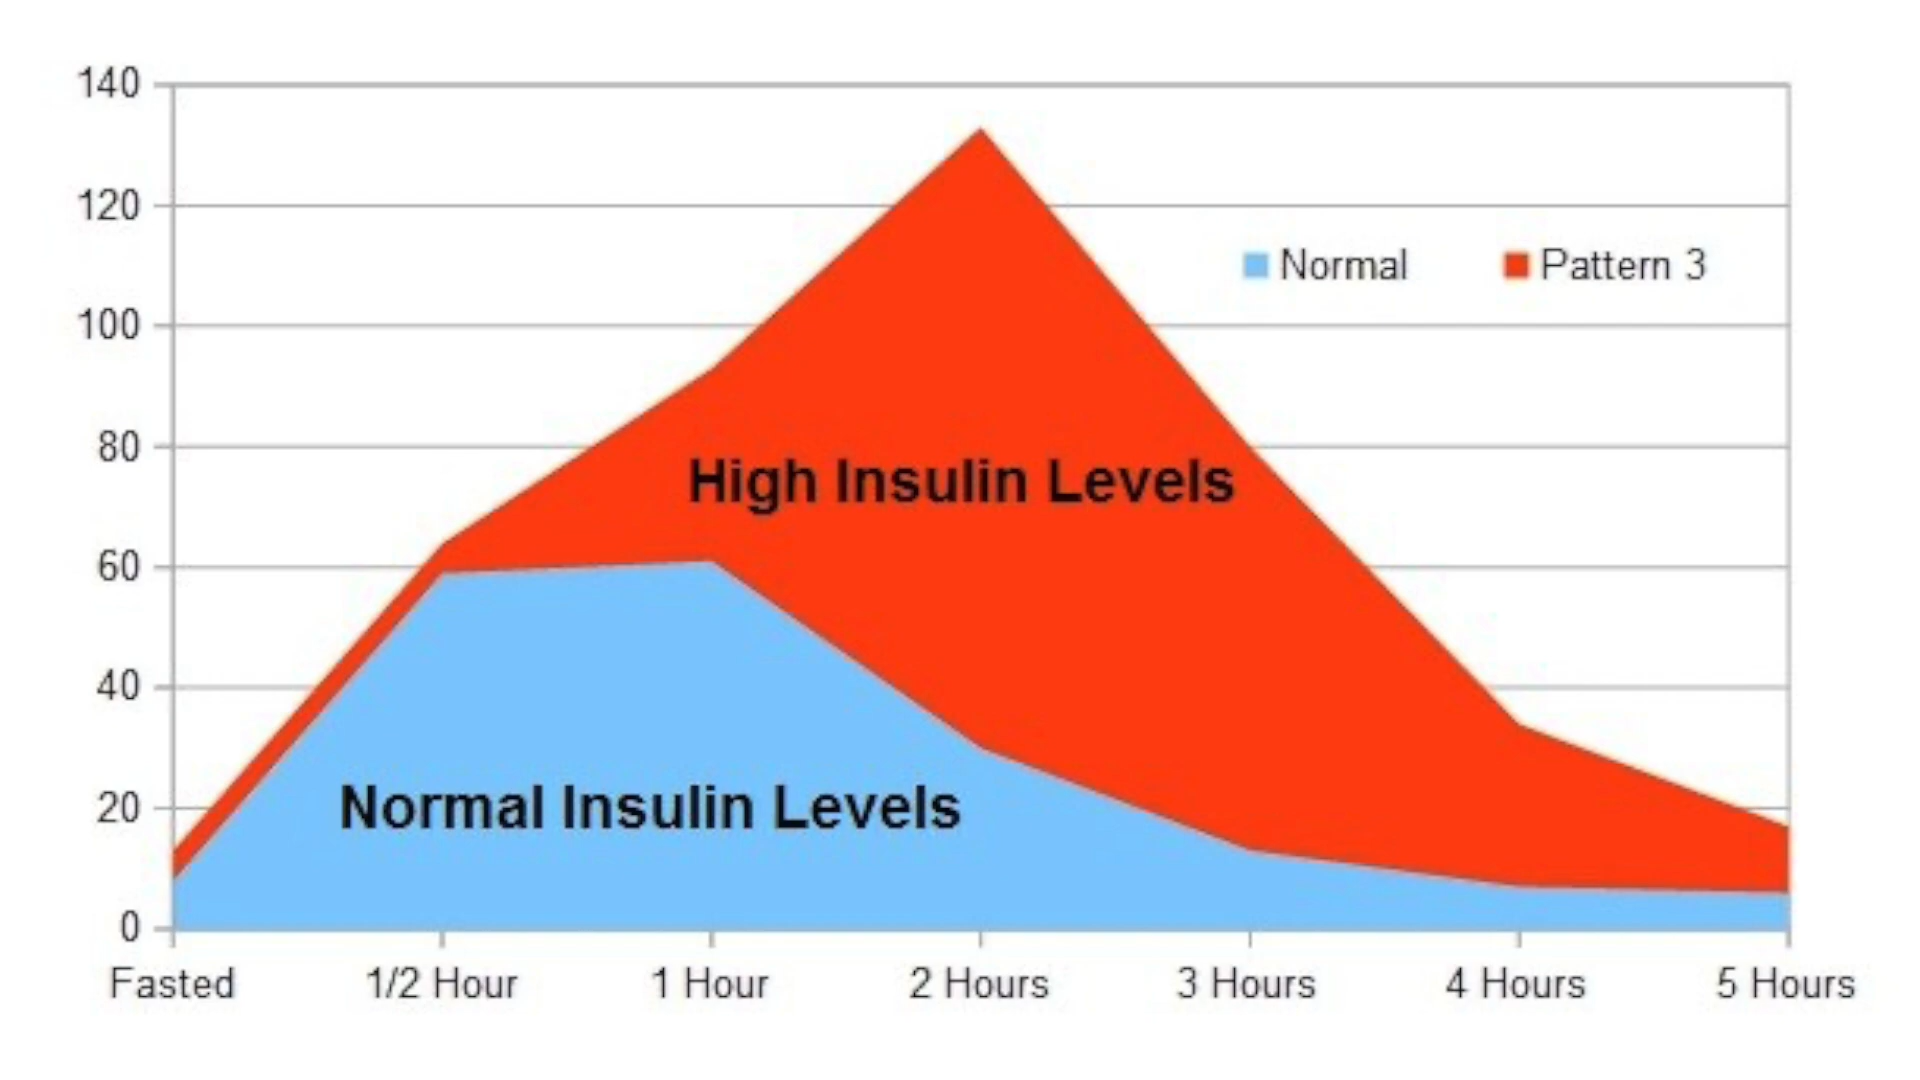 140
120
Normal Pattern 3
100
80
High Insulin Levels
60
40
20
Normal Insulin Levels
0
Fasted 1/2 Hour 1 Hour 2 Hours 3 Hours 4 Hours 5 Hours